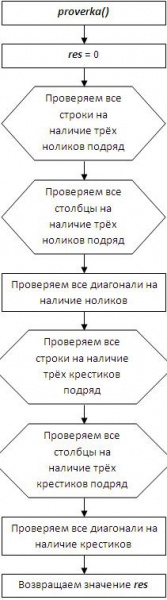 proverka()
res = 0
Проверяем все
строки на
наличие трёх
ноликов подряд
Проверяем все
столбцы на
наличие трёх
ноликов подряд
Проверяем все диагонали на
наличие ноликов
Проверяем все
строки на наличие
трёх крестиков
подряд
Проверяем все
столбцы на
наличие трёх
крестиков подряд
Проверяем все диагонали на
наличие крестиков
Возвращаем значение res